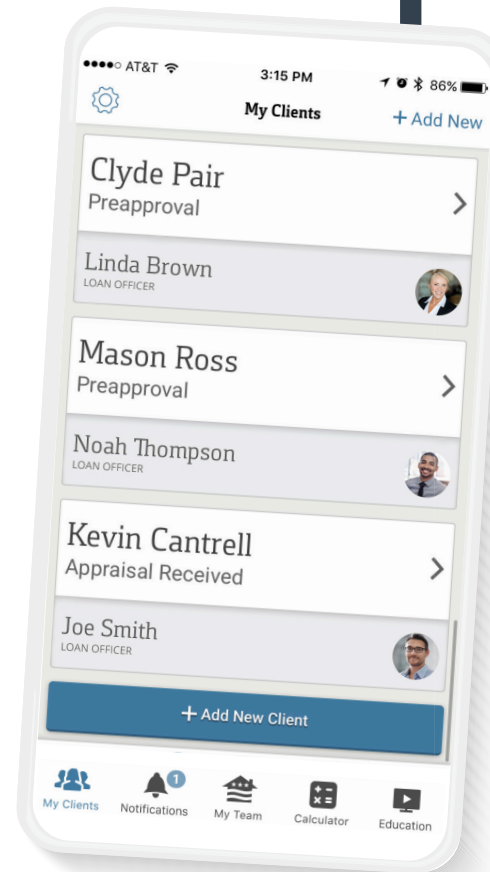 AT&T 3:15 PM 86%
My Clients + Add New
Clyde Pair
Preapproval
Linda Brown
LOAN OFFICER
Mason Ross
Preapproval
Noah Thompson
LOAN OFFICER
Kevin Cantrell
Appraisal Received
Joe Smith
LOAN OFFICER
+ Add New Client
1
My Clients Notifications My Team Calculator Education